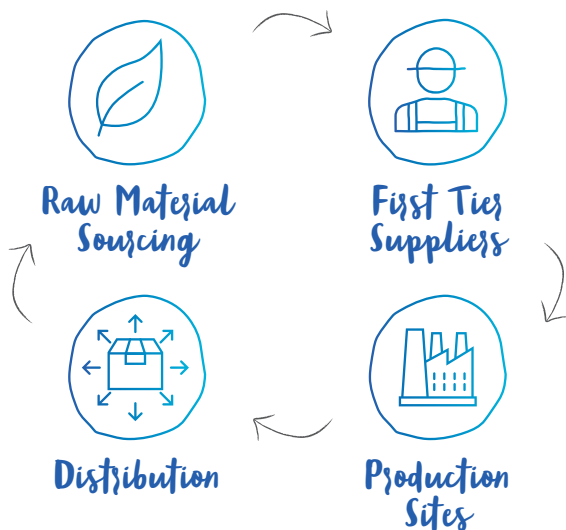 Raw Material
Sourcing
First Tier
Suppliers
Distribution
Production
Sites